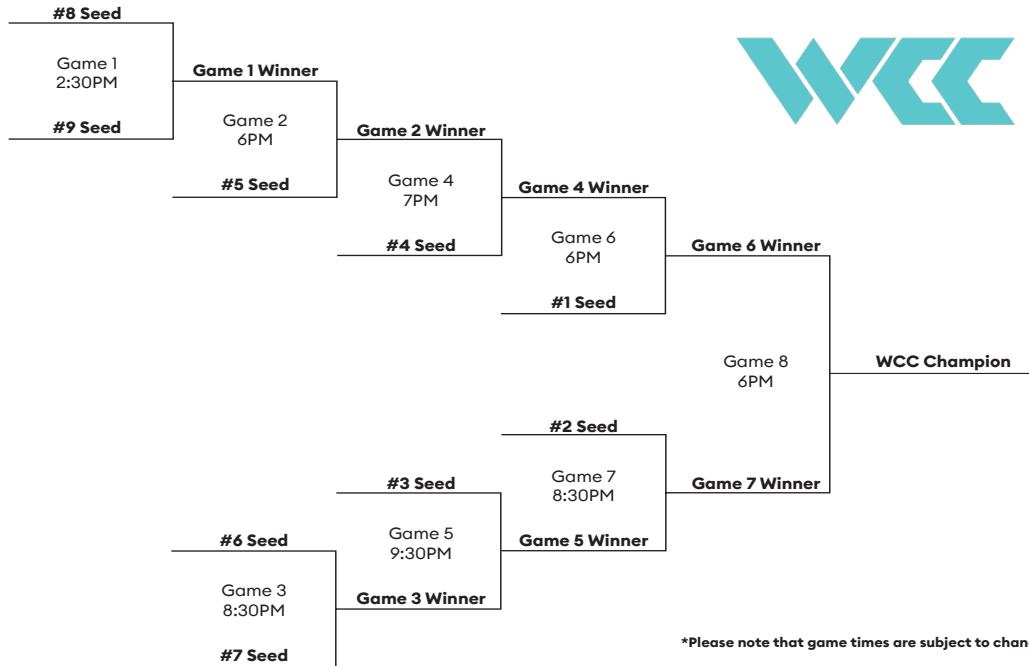 #8 Seed
Game 1
2:30PM
#9 Seed
Game 1 Winner
Game 2
6PM
#5 Seed
Game 2 Winner
Game 4
7PM
#4 Seed
Game 4 Winner
Game 6
6PM
#1 Seed
Game 6 Winner
WCC
Game 8
6PM
WCC Champion
#2 Seed
Game 7
8:30PM
Game 7 Winner
#3 Seed
Game 5
9:30PM
Game 5 Winner
#6 Seed
Game 3
8:30PM
Game 3 Winner
#7 Seed
*Please note that game times are subject to chan